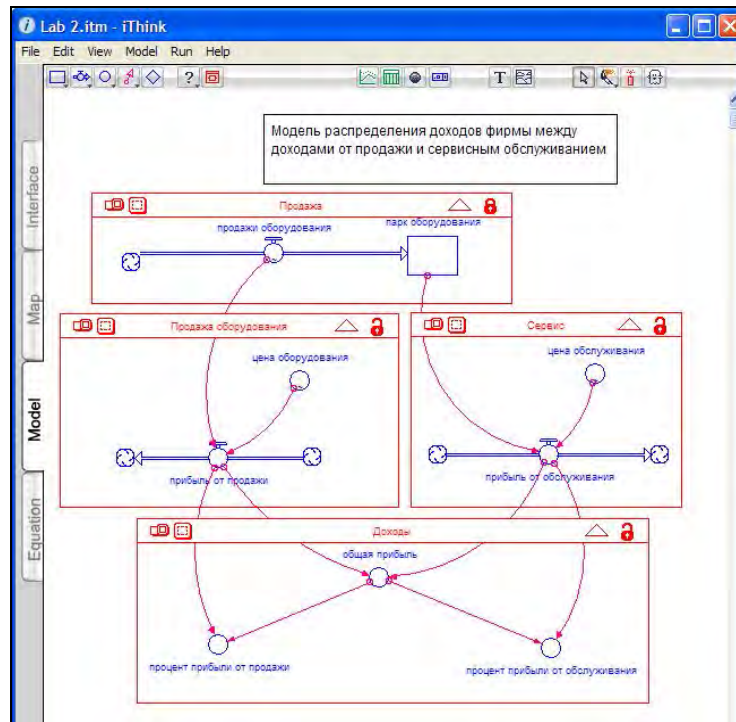 Lab 2.itm - iThink
File Edit View Model Run Help
T
?
Interface
Map
Model
Equation
Модель распределения доходов фирмы между
доходами от продажи и сервисным обслуживанием
Продажа
продажи оборудования
парк оборудования
Продажа оборудования
цена оборудования
прибыль от продажи
Сервис
цена обслуживания
прибыль от обслуживания
Доходы
общая прибыль
процент прибыли от продажи
процент прибыли от обслуживания